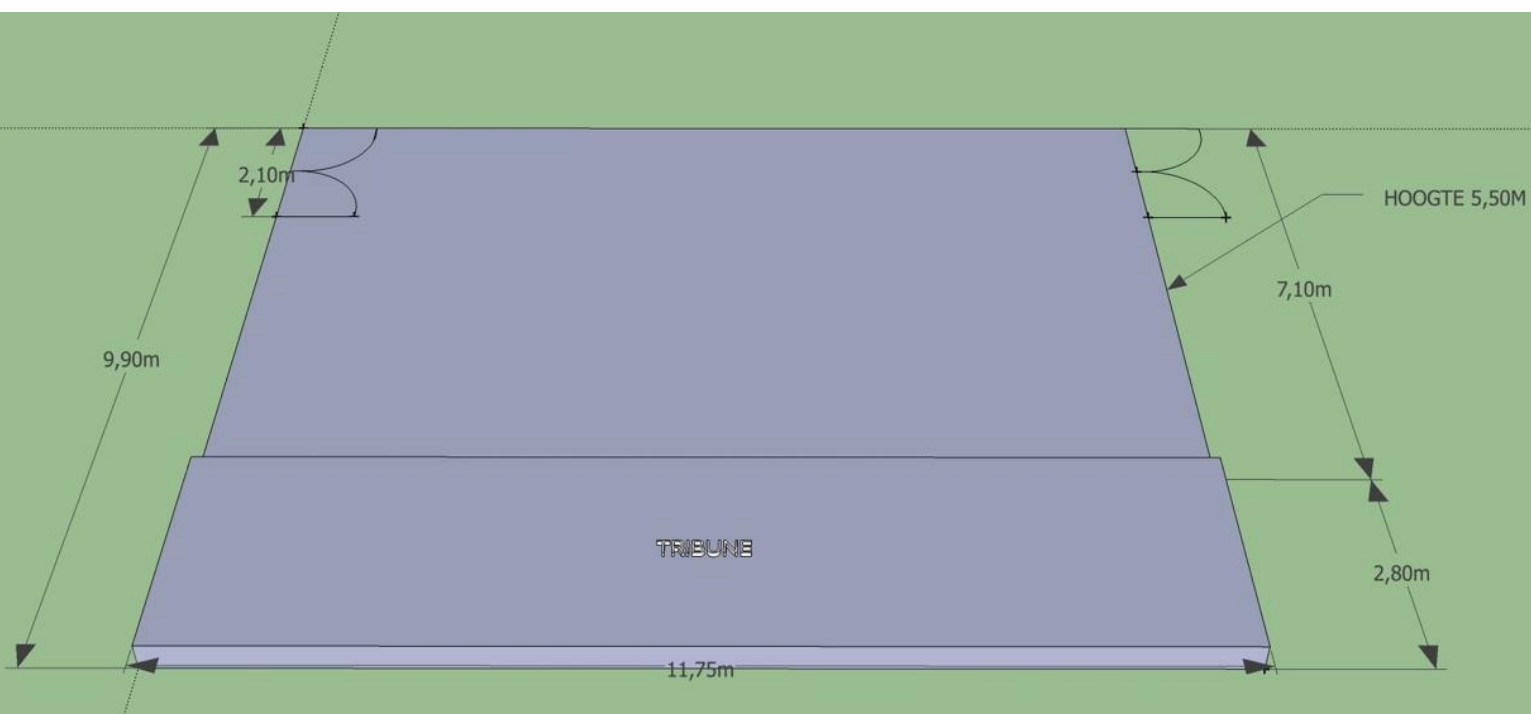 2,10m
HOOGTE 5,50M
7,10m
9,90m
TRIBUNE
2,80m
11,75m